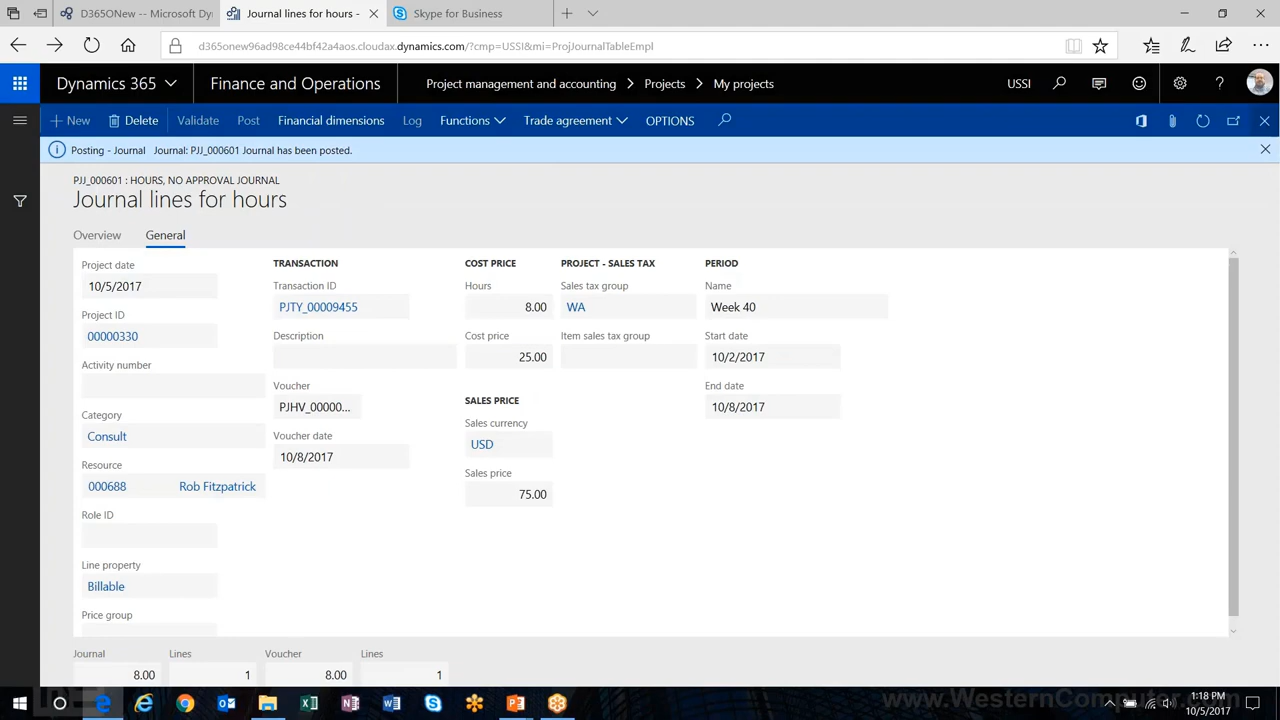 D365ONew -- Microsoft Dyn
Journal lines for hours -
Skype for Business
d365onew96ad98ce44bf42a4aos.cloudax.dynamics.com/?cmp=USSI&mi=ProjJournalTableEmpl
Dynamics 365
Finance and Operations
Project management and accounting > Projects > My projects
USSI
New Delete Validate Post Financial dimensions Log Functions Trade agreement OPTIONS
Posting - Journal Journal: PJJ_000601 Journal has been posted.
PJJ_000601 : HOURS, NO APPROVAL JOURNAL
Journal lines for hours
Overview General
Project date
10/5/2017
Project ID
00000330
Activity number
Category
Consult
Resource
000688 Rob Fitzpatrick
Role ID
Line property
Billable
Price group
TRANSACTION
Transaction ID
PJTY_00009455
Description
Voucher
PJHV_00000...
Voucher date
10/8/2017
COST PRICE
Hours
8.00
Cost price
25.00
SALES PRICE
Sales currency
USD
Sales price
75.00
PROJECT - SALES TAX
Sales tax group
WA
Item sales tax group
PERIOD
Name
Week 40
Start date
10/2/2017
End date
10/8/2017
Journal Lines Voucher Lines
8.00 1 8.00 1
www.WesternComputer.com
1:18 PM
10/5/2017